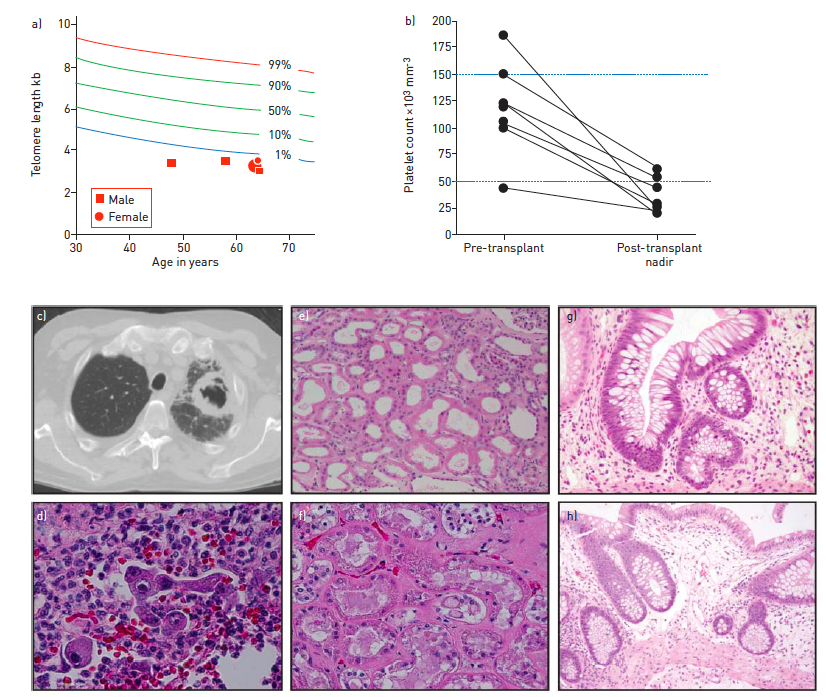 a)
Telomere length kb
10
8
6
4
2
0
99%
90%
50%
10%
1%
Male
Female
30 40 50 60 70
Age in years
b)
Platelet count ×10³ mm⁻³
200
175
150
125
100
75
50
25
0
Pre-transplant
Post-transplant
nadir
c)
e)
g)
d)
f)
h)